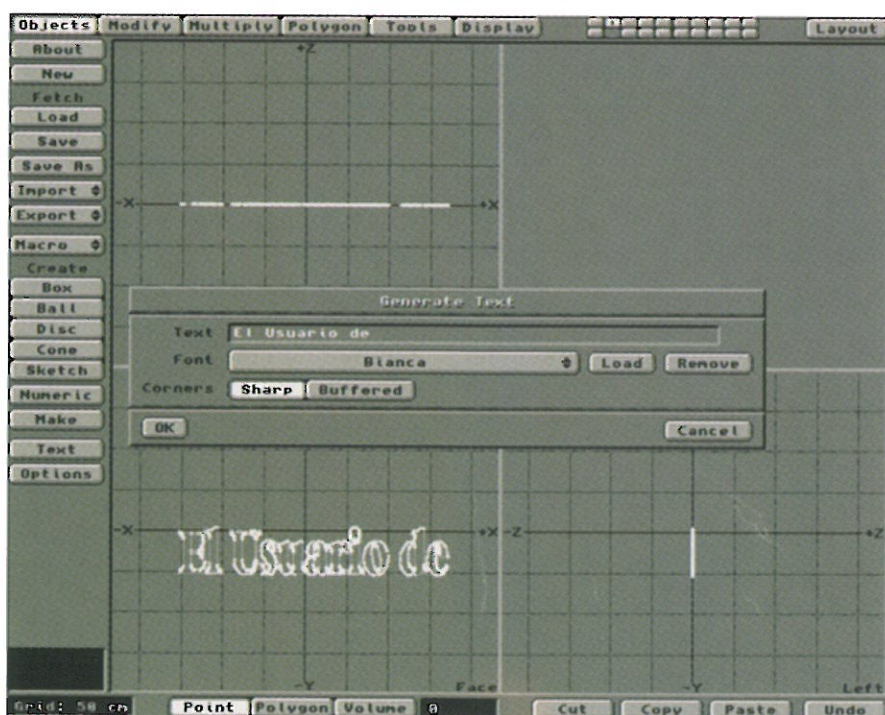 Objects Modify Multiply Polygon Tools Display Layout
About
New
Fetch
Load
Save
Save As
Import
Export
Macro
Create
Box
Ball
Disc
Cone
Sketch
Numeric
Make
Text
Options
+Z
-X +X
Generate Text
Text El Usuario de
Font Bianca Load Remove
Corners Sharp Buffered
OK Cancel
-X +X -Z +Z
El Usuario de
-Y Face -Y Left
Grid: 50 cm Point Polygon Volume 0 Cut Copy Paste Undo